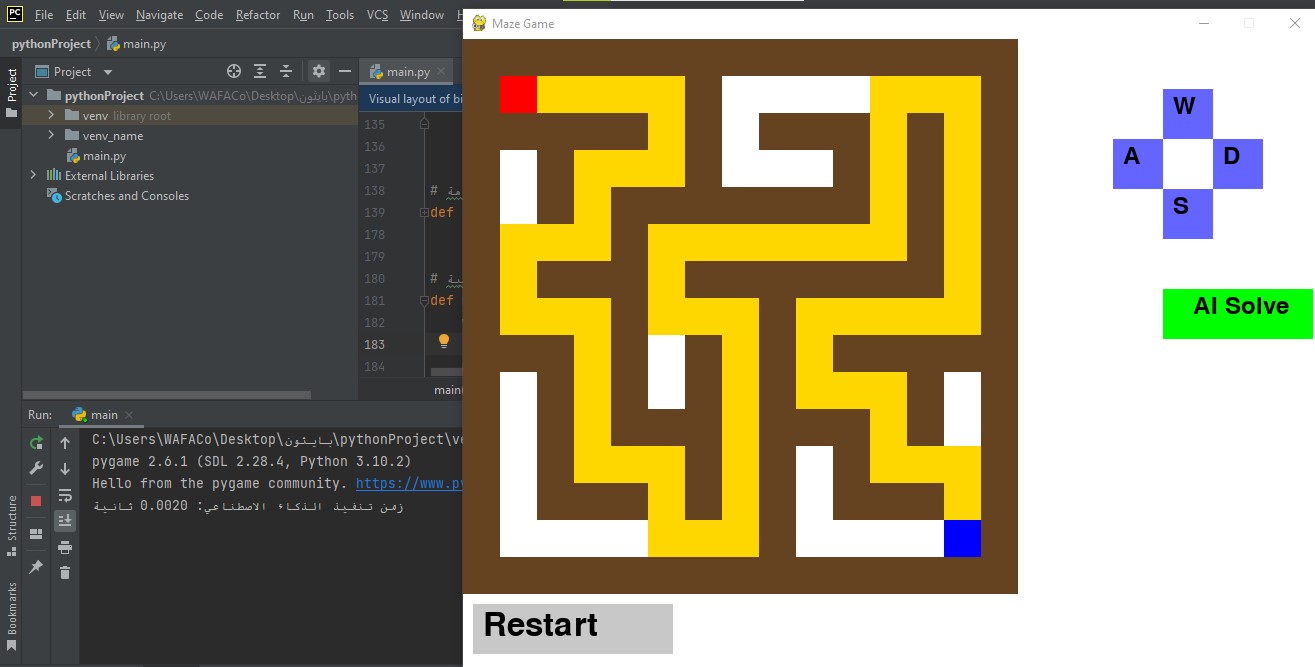 File Edit View Navigate Code Refactor Run Tools VCS Window
pythonProject main.py
Project
Project
main.py
pythonProject C:\Users\WAFACo\Desktop\بايثون\pyth
venv library root
venv_name
main.py
External Libraries
Scratches and Consoles
Visual layout of bi
135
136
137
138 #
139 def
178
179
180 #
181 def
182
183
184
main
Run: main
C:\Users\WAFACo\Desktop\بايثون\pythonProject\ve
pygame 2.6.1 (SDL 2.28.4, Python 3.10.2)
Hello from the pygame community. https://www.py
زمن تنفيذ الذكاء الاصطناعي: 0.0020 ثانية
Structure
Bookmarks
Maze Game
W
A D
S
AI Solve
Restart